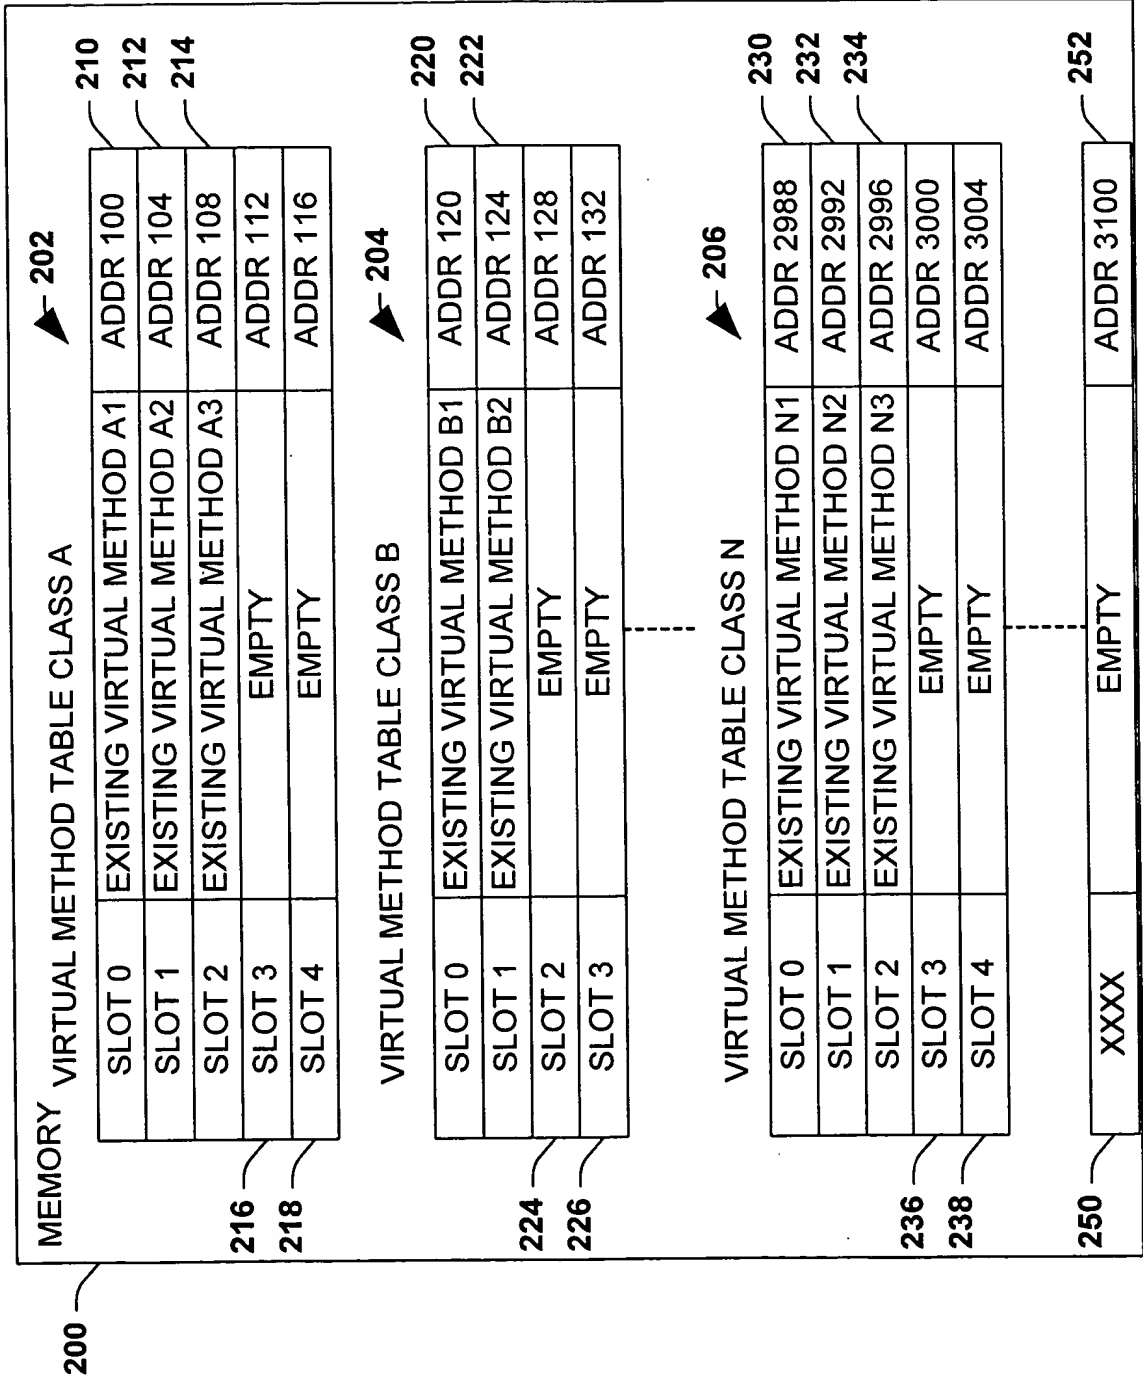 200
MEMORY VIRTUAL METHOD TABLE CLASS A
202
SLOT 0 EXISTING VIRTUAL METHOD A1 ADDR 100 210
SLOT 1 EXISTING VIRTUAL METHOD A2 ADDR 104 212
SLOT 2 EXISTING VIRTUAL METHOD A3 ADDR 108 214
216 SLOT 3 EMPTY ADDR 112
218 SLOT 4 EMPTY ADDR 116
VIRTUAL METHOD TABLE CLASS B
204
SLOT 0 EXISTING VIRTUAL METHOD B1 ADDR 120 220
SLOT 1 EXISTING VIRTUAL METHOD B2 ADDR 124 222
224 SLOT 2 EMPTY ADDR 128
226 SLOT 3 EMPTY ADDR 132
VIRTUAL METHOD TABLE CLASS N
206
SLOT 0 EXISTING VIRTUAL METHOD N1 ADDR 2988 230
SLOT 1 EXISTING VIRTUAL METHOD N2 ADDR 2992 232
SLOT 2 EXISTING VIRTUAL METHOD N3 ADDR 2996 234
236 SLOT 3 EMPTY ADDR 3000
238 SLOT 4 EMPTY ADDR 3004
250 XXXX EMPTY ADDR 3100 252